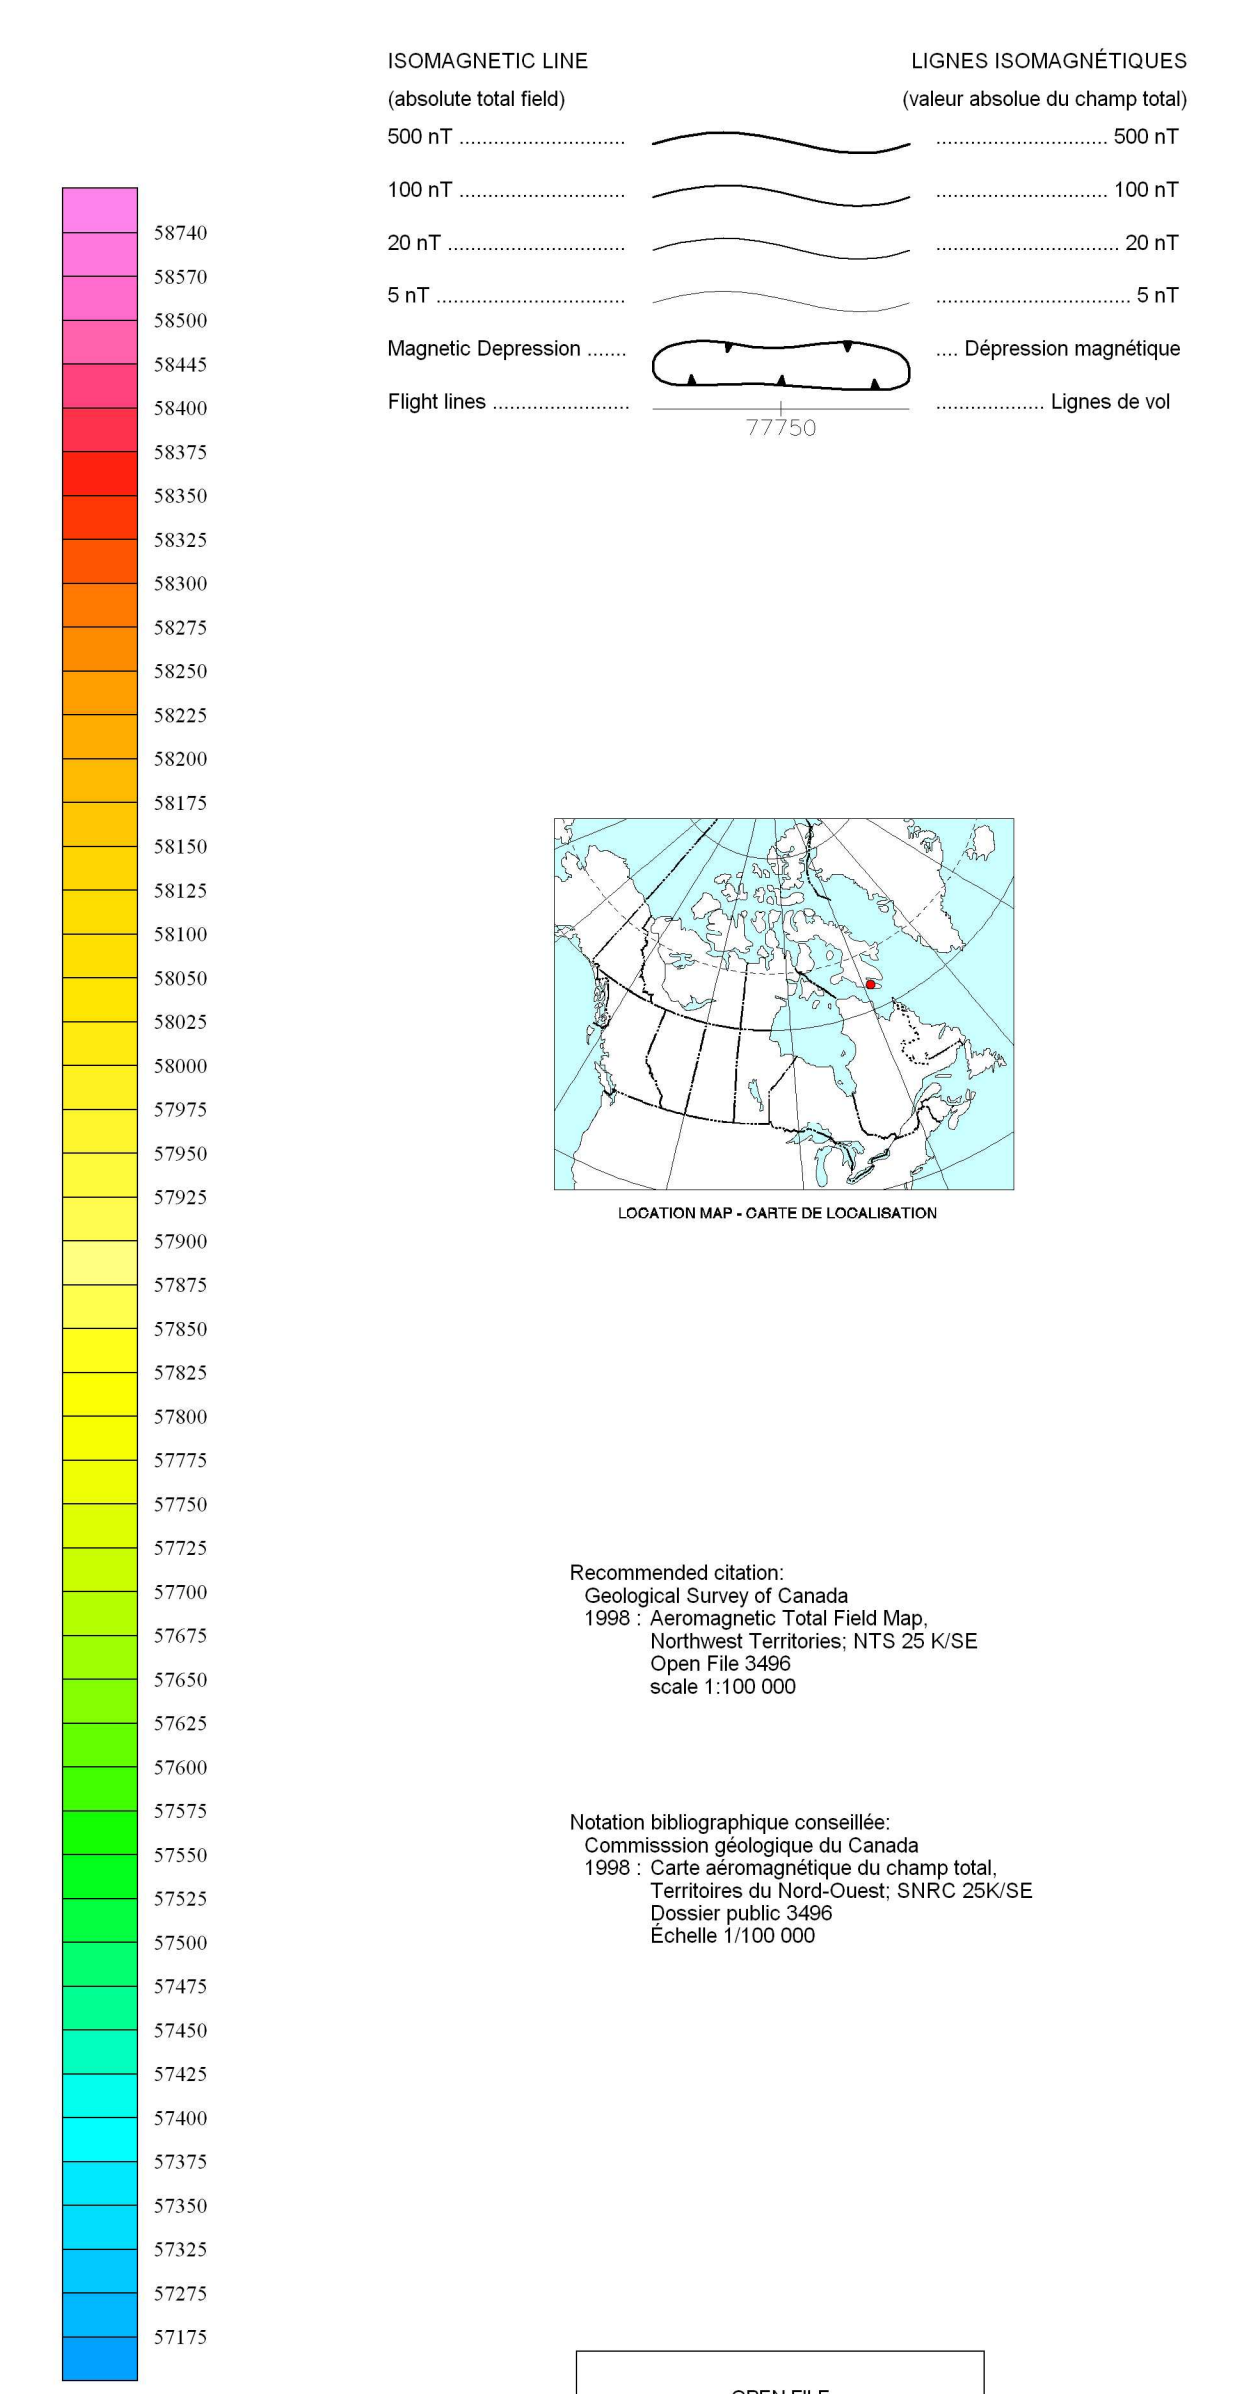 ISOMAGNETIC LINE LIGNES ISOMAGNÉTIQUES
(absolute total field) (valeur absolue du champ total)
500 nT ............................. .............................. 500 nT
100 nT ............................. .............................. 100 nT
20 nT ............................... ................................ 20 nT
5 nT ................................. .................................. 5 nT
Magnetic Depression ....... .... Dépression magnétique
Flight lines ........................ ................... Lignes de vol
77750
58740
58570
58500
58445
58400
58375
58350
58325
58300
58275
58250
58225
58200
58175
58150
58125
58100
58050
58025
58000
57975
57950
57925
57900
57875
57850
57825
57800
57775
57750
57725
57700
57675
57650
57625
57600
57575
57550
57525
57500
57475
57450
57425
57400
57375
57350
57325
57275
57175
LOCATION MAP - CARTE DE LOCALISATION
Recommended citation:
Geological Survey of Canada
1998 : Aeromagnetic Total Field Map,
Northwest Territories; NTS 25 K/SE
Open File 3496
scale 1:100 000
Notation bibliographique conseillée:
Commisssion géologique du Canada
1998 : Carte aéromagnétique du champ total,
Territoires du Nord-Ouest; SNRC 25K/SE
Dossier public 3496
Échelle 1/100 000
OPEN FILE